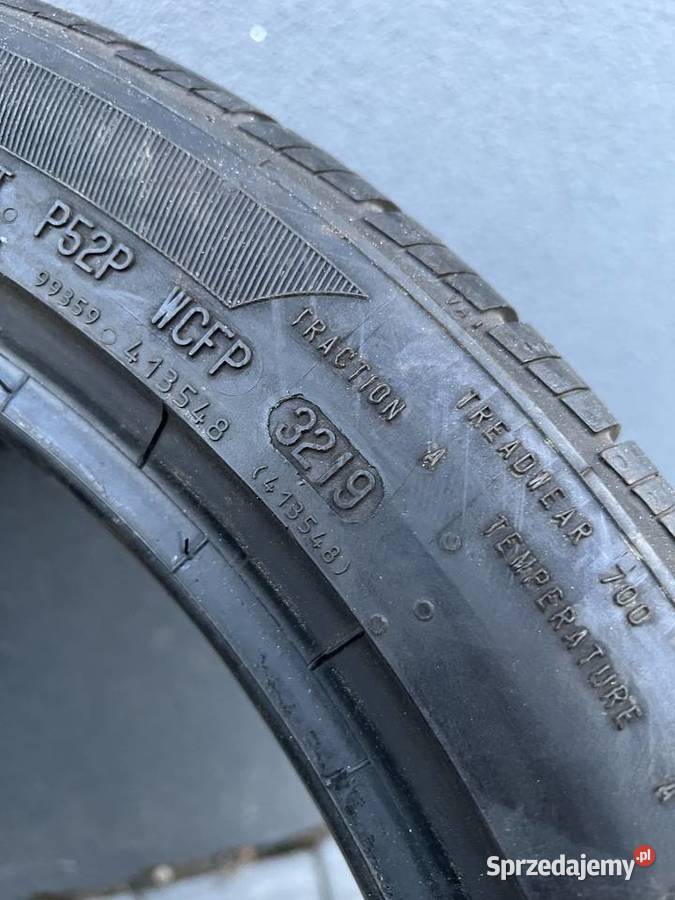 P52P WCFP 3219
99359 413548 (413548)
TRACTION A
TREADWEAR 700
TEMPERATURE A
Sprzedajemy.pl